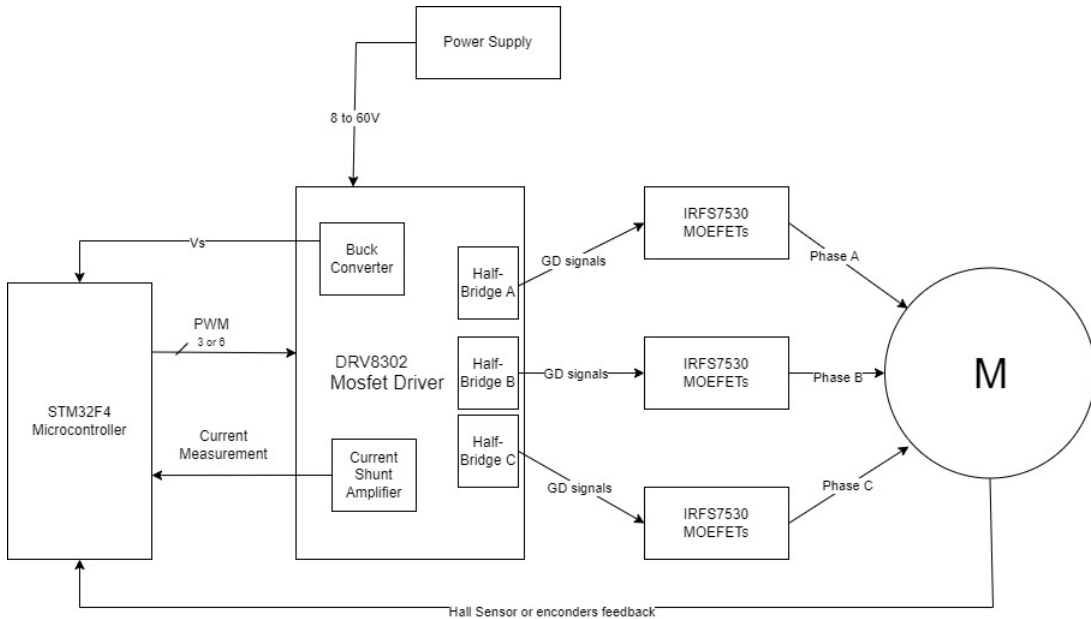 Power Supply
8 to 60V
Buck
Converter
Vs
IRFS7530
MOEFETs
Half-
Bridge A
GD signals
Phase A
PWM
3 or 6
DRV8302
Mosfet Driver
Half-
Bridge B
GD signals
IRFS7530
MOEFETs
Phase B
M
STM32F4
Microcontroller
Current
Measurement
Current
Shunt
Amplifier
Half-
Bridge C
GD signals
IRFS7530
MOEFETs
Phase C
Hall Sensor or enconders feedback